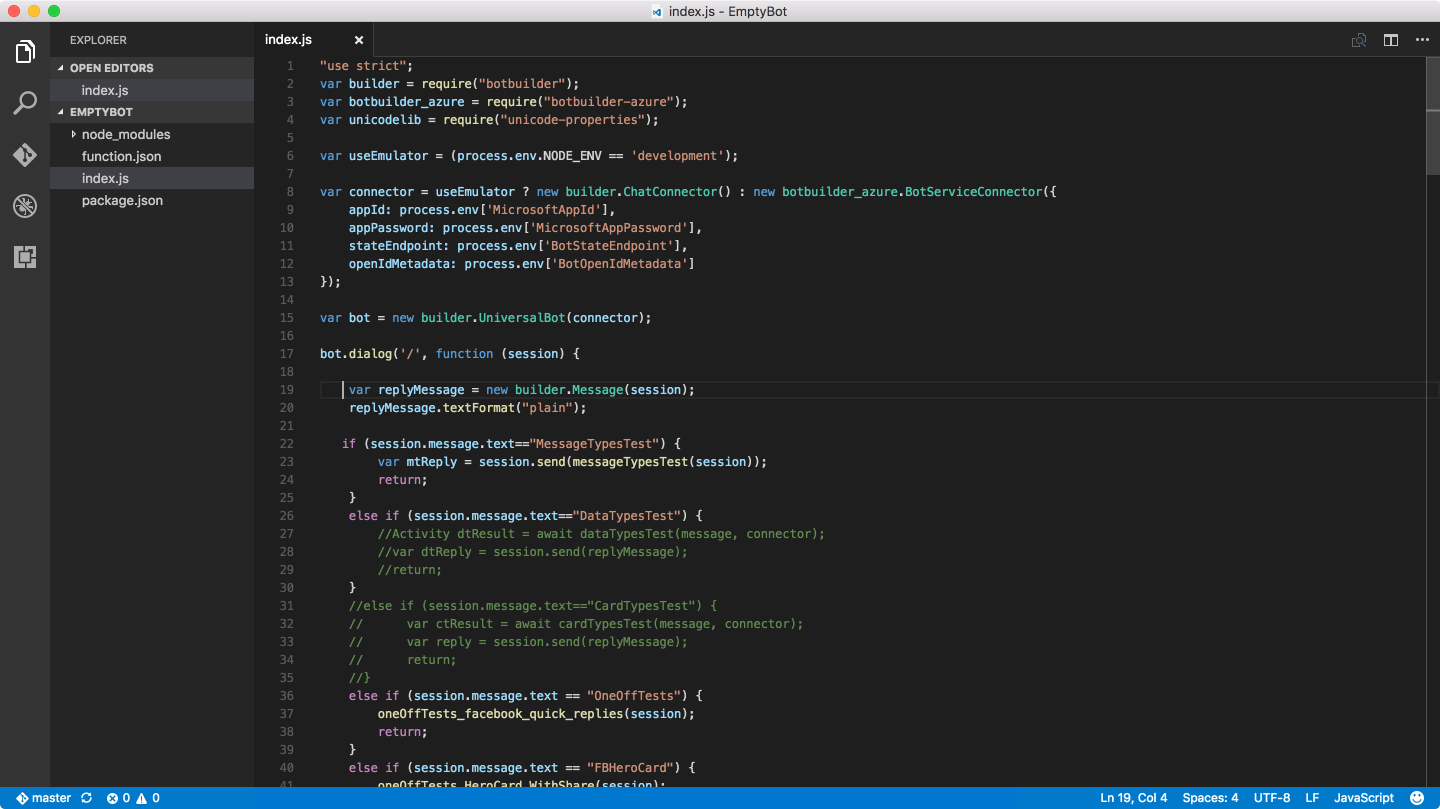 index.js - EmptyBot
EXPLORER
OPEN EDITORS
index.js
EMPTYBOT
node_modules
function.json
index.js
package.json
index.js
1 "use strict";
2 var builder = require("botbuilder");
3 var botbuilder_azure = require("botbuilder-azure");
4 var unicodelib = require("unicode-properties");
5
6 var useEmulator = (process.env.NODE_ENV == 'development');
7
8 var connector = useEmulator ? new builder.ChatConnector() : new botbuilder_azure.BotServiceConnector({
9     appId: process.env['MicrosoftAppId'],
10     appPassword: process.env['MicrosoftAppPassword'],
11     stateEndpoint: process.env['BotStateEndpoint'],
12     openIdMetadata: process.env['BotOpenIdMetadata']
13 });
14
15 var bot = new builder.UniversalBot(connector);
16
17 bot.dialog('/', function (session) {
18
19     var replyMessage = new builder.Message(session);
20     replyMessage.textFormat("plain");
21
22    if (session.message.text=="MessageTypesTest") {
23         var mtReply = session.send(messageTypesTest(session));
24         return;
25     }
26     else if (session.message.text=="DataTypesTest") {
27         //Activity dtResult = await dataTypesTest(message, connector);
28         //var dtReply = session.send(replyMessage);
29         //return;
30     }
31     //else if (session.message.text=="CardTypesTest") {
32     //      var ctResult = await cardTypesTest(message, connector);
33     //      var reply = session.send(replyMessage);
34     //      return;
35     //}
36     else if (session.message.text == "OneOffTests") {
37         oneOffTests_facebook_quick_replies(session);
38         return;
39     }
40     else if (session.message.text == "FBHeroCard") {
41         oneOffTests_HeroCard_WithShare(session);
master 0 0 Ln 19, Col 4 Spaces: 4 UTF-8 LF JavaScript